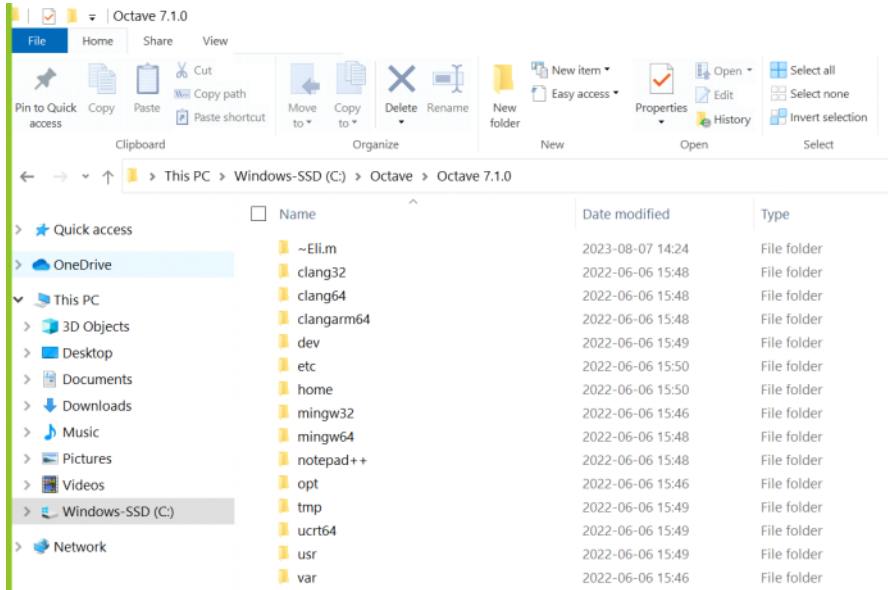 Octave 7.1.0
File Home Share View
Pin to Quick access
Copy
Paste
Cut
Copy path
Paste shortcut
Clipboard
Move to
Copy to
Delete
Rename
Organize
New folder
New item
Easy access
New
Properties
Open
Edit
History
Open
Select all
Select none
Invert selection
Select
This PC > Windows-SSD (C:) > Octave > Octave 7.1.0
Quick access
OneDrive
This PC
3D Objects
Desktop
Documents
Downloads
Music
Pictures
Videos
Windows-SSD (C:)
Network
Name Date modified Type
~Eli.m 2023-08-07 14:24 File folder
clang32 2022-06-06 15:48 File folder
clang64 2022-06-06 15:48 File folder
clangarm64 2022-06-06 15:48 File folder
dev 2022-06-06 15:49 File folder
etc 2022-06-06 15:50 File folder
home 2022-06-06 15:50 File folder
mingw32 2022-06-06 15:46 File folder
mingw64 2022-06-06 15:48 File folder
notepad++ 2022-06-06 15:48 File folder
opt 2022-06-06 15:46 File folder
tmp 2022-06-06 15:49 File folder
ucrt64 2022-06-06 15:49 File folder
usr 2022-06-06 15:49 File folder
var 2022-06-06 15:46 File folder